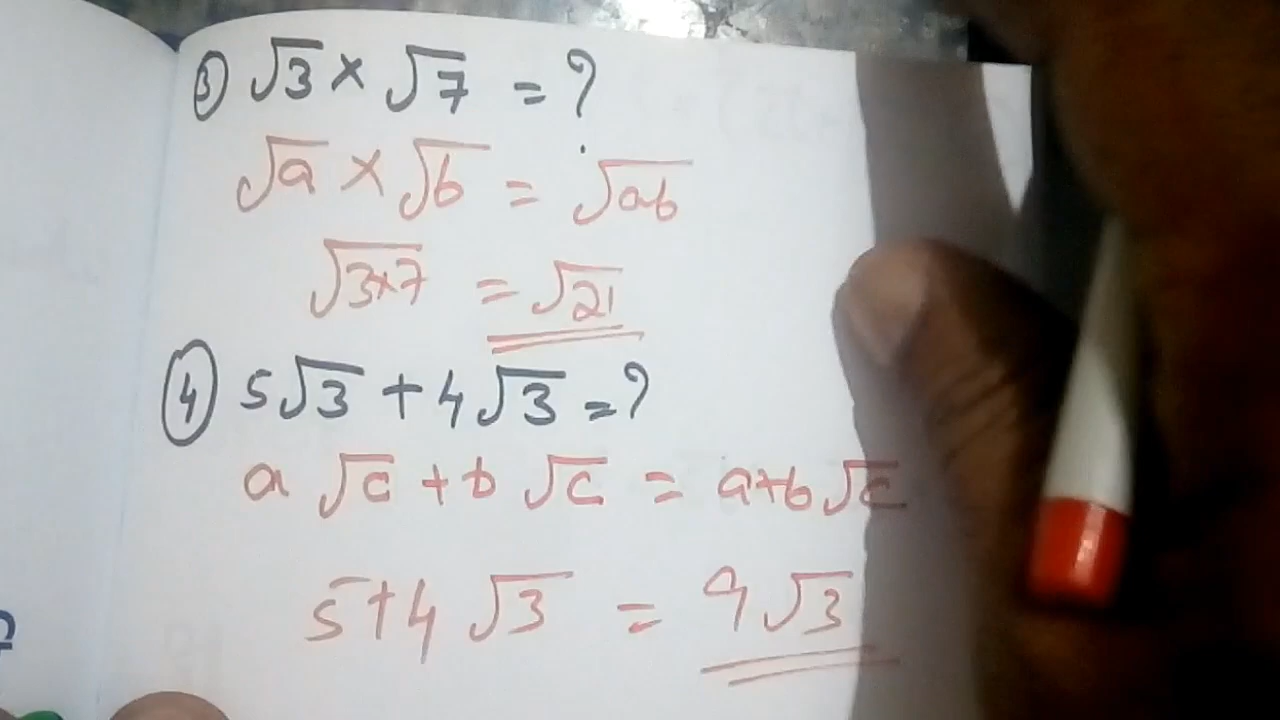 ③ √3 × √7 = ?
√a × √b = √ab
√3×7 = √21
④ 5√3 + 4√3 = ?
a √c + b √c = a+b √c
5+4 √3 = 9√3